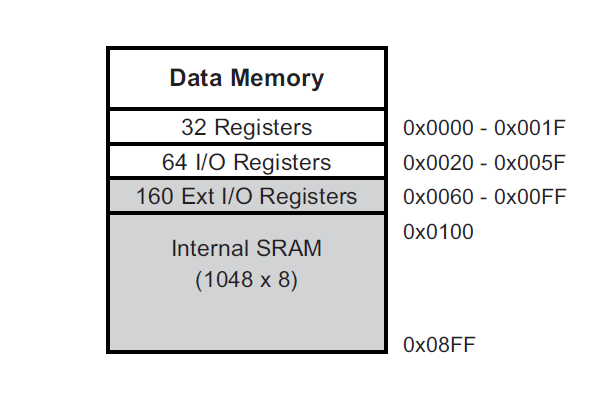 Data Memory
32 Registers
0x0000 - 0x001F
64 I/O Registers
0x0020 - 0x005F
160 Ext I/O Registers
0x0060 - 0x00FF
0x0100
Internal SRAM
(1048 x 8)
0x08FF